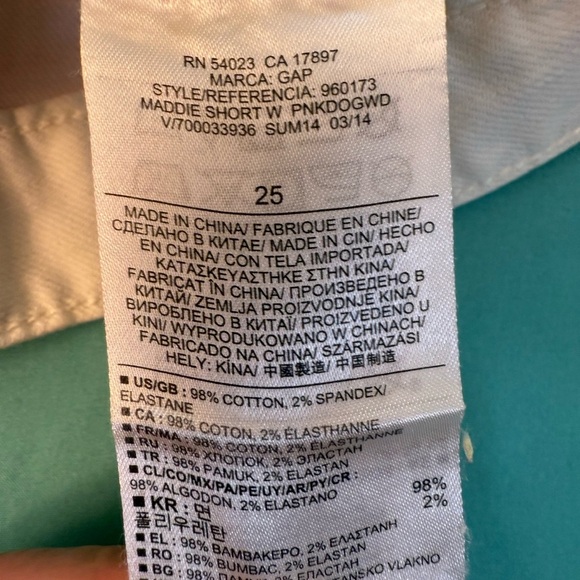 RN 54023 CA 17897
MARCA: GAP
STYLE/REFERENCIA: 960173
MADDIE SHORT W PNKDOGWD
V/700033936 SUM14 03/14
25
MADE IN CHINA/ FABRIQUE EN CHINE/
СДЕЛАНО В КИТАЕ/ MADE IN CIN/ HECHO
EN CHINA/ CON TELA IMPORTADA/
ΚΑΤΑΣΚΕΥΑΣΤΗΚΕ ΣΤΗΝ ΚΙΝΑ/
FABRICAT ÎN CHINA/ ПРОИЗВЕДЕНО В
КИТАЙ/ ZEMLJA PROIZVODNJE KINA/
ВИРОБЛЕНО В КИТАЇ/ PROIZVEDENO U
KINI/ WYPRODUKOWANO W CHINACH/
FABRICADO NA CHINA/ SZÁRMAZÁSI
HELY: KÍNA/ 中國製造/ 中国制造
■ US/GB : 98% COTTON, 2% SPANDEX/
ELASTANE
■ CA : 98% COTON, 2% ÉLASTHANNE
■ FR/MA : 98% COTON, 2% ÉLASTHANNE
■ RU : 98% ХЛОПОК, 2% ЭЛАСТАН
■ TR : 98% PAMUK, 2% ELASTAN
■ CL/CO/MX/PA/PE/UY/AR/PY/CR :
98% ALGODON, 2% ELASTANO
■ KR : 면 98%
폴리우레탄 2%
■ EL : 98% ΒΑΜΒΑΚΕΡΟ, 2% ΕΛΑΣΤΑΝΗ
■ RO : 98% BUMBAC, 2% ELASTAN
■ BG : 98% ВЛАКНО